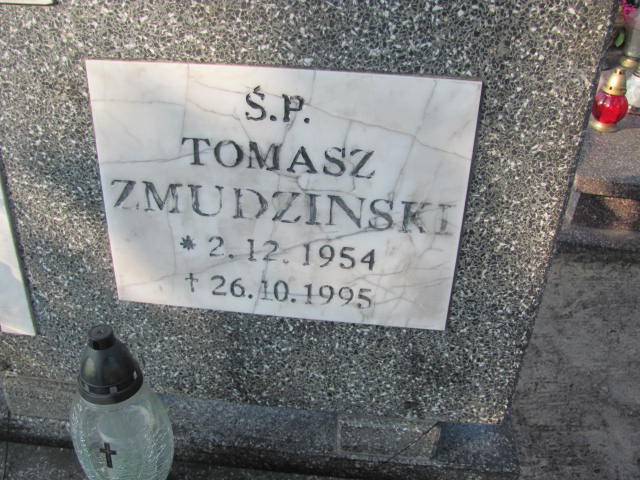 Ś.P.
TOMASZ
ZMUDZINSKI
* 2.12.1954
† 26.10.1995